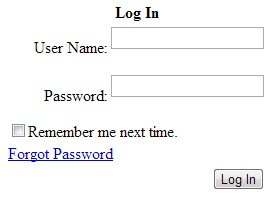 Log In
User Name:
Password:
Remember me next time.
Forgot Password
Log In